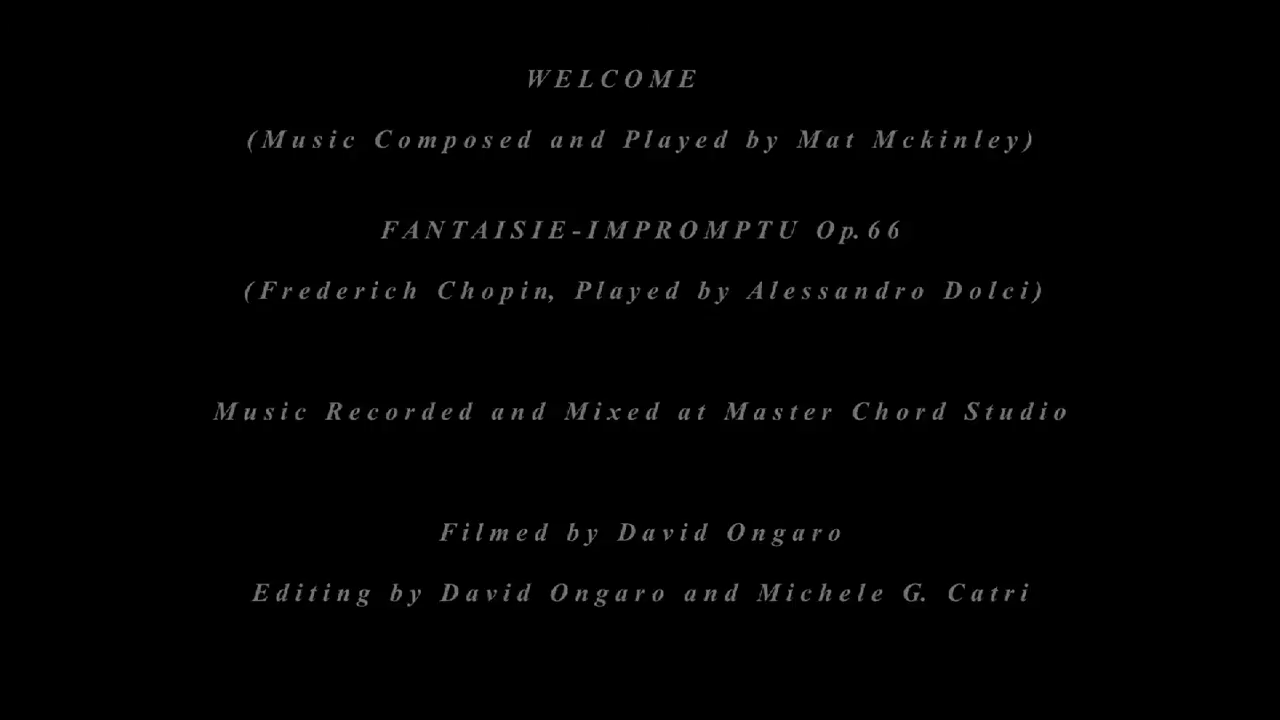 WELCOME
(Music Composed and Played by Mat Mckinley)
FANTAISIE-IMPROMPTU Op.66
(Frederich Chopin, Played by Alessandro Dolci)
Music Recorded and Mixed at Master Chord Studio
Filmed by David Ongaro
Editing by David Ongaro and Michele G. Catri